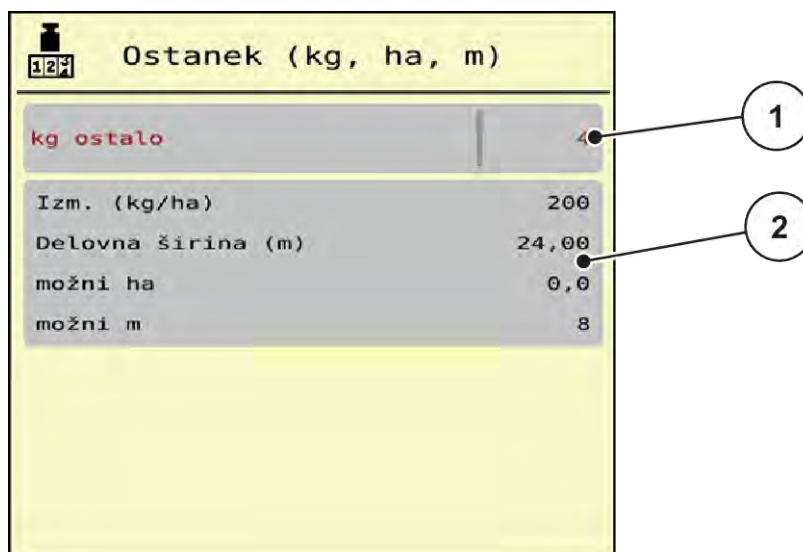 123
Ostanek (kg, ha, m)
kg ostalo 4
1
Izm. (kg/ha) 200
Delovna širina (m) 24,00
2
možni ha 0,0
možni m 8